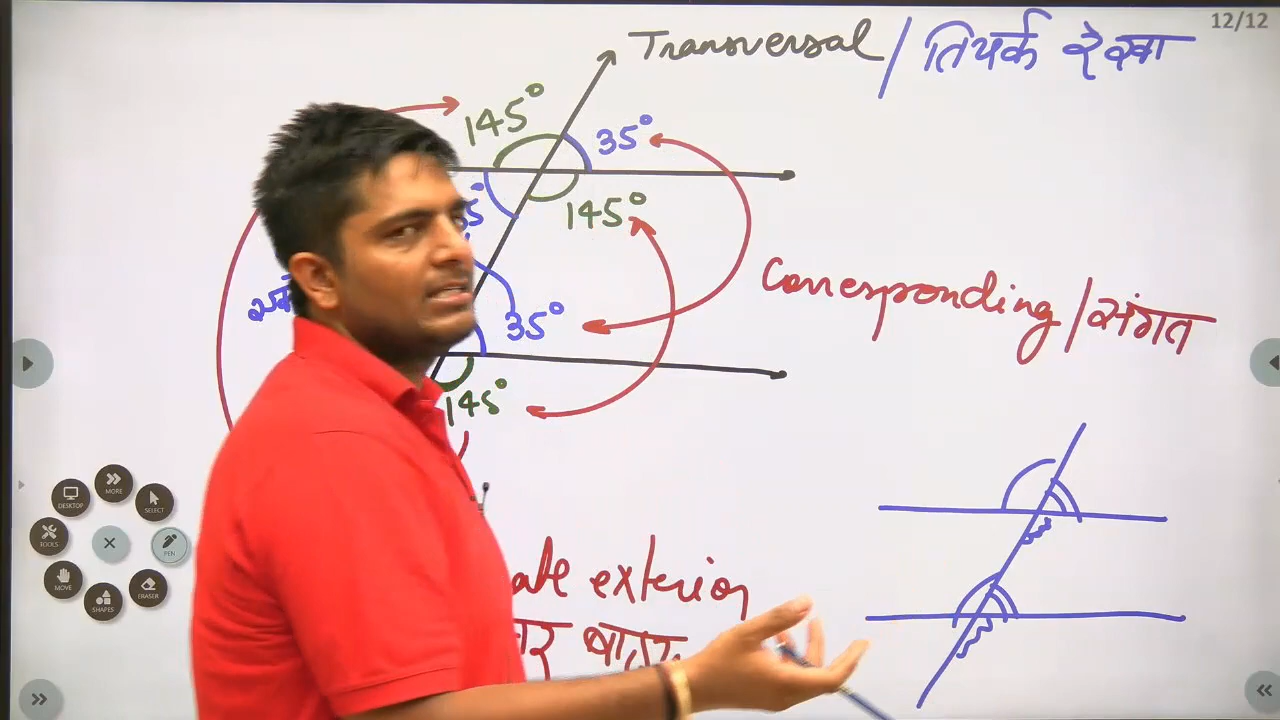 12/12
Transversal / तिर्यक रेखा
145° 35°
145°
35°
Corresponding / संगत
145°
MORE
DESKTOP
SELECT
TOOLS
PEN
MOVE
ERASER
SHAPES
exterior